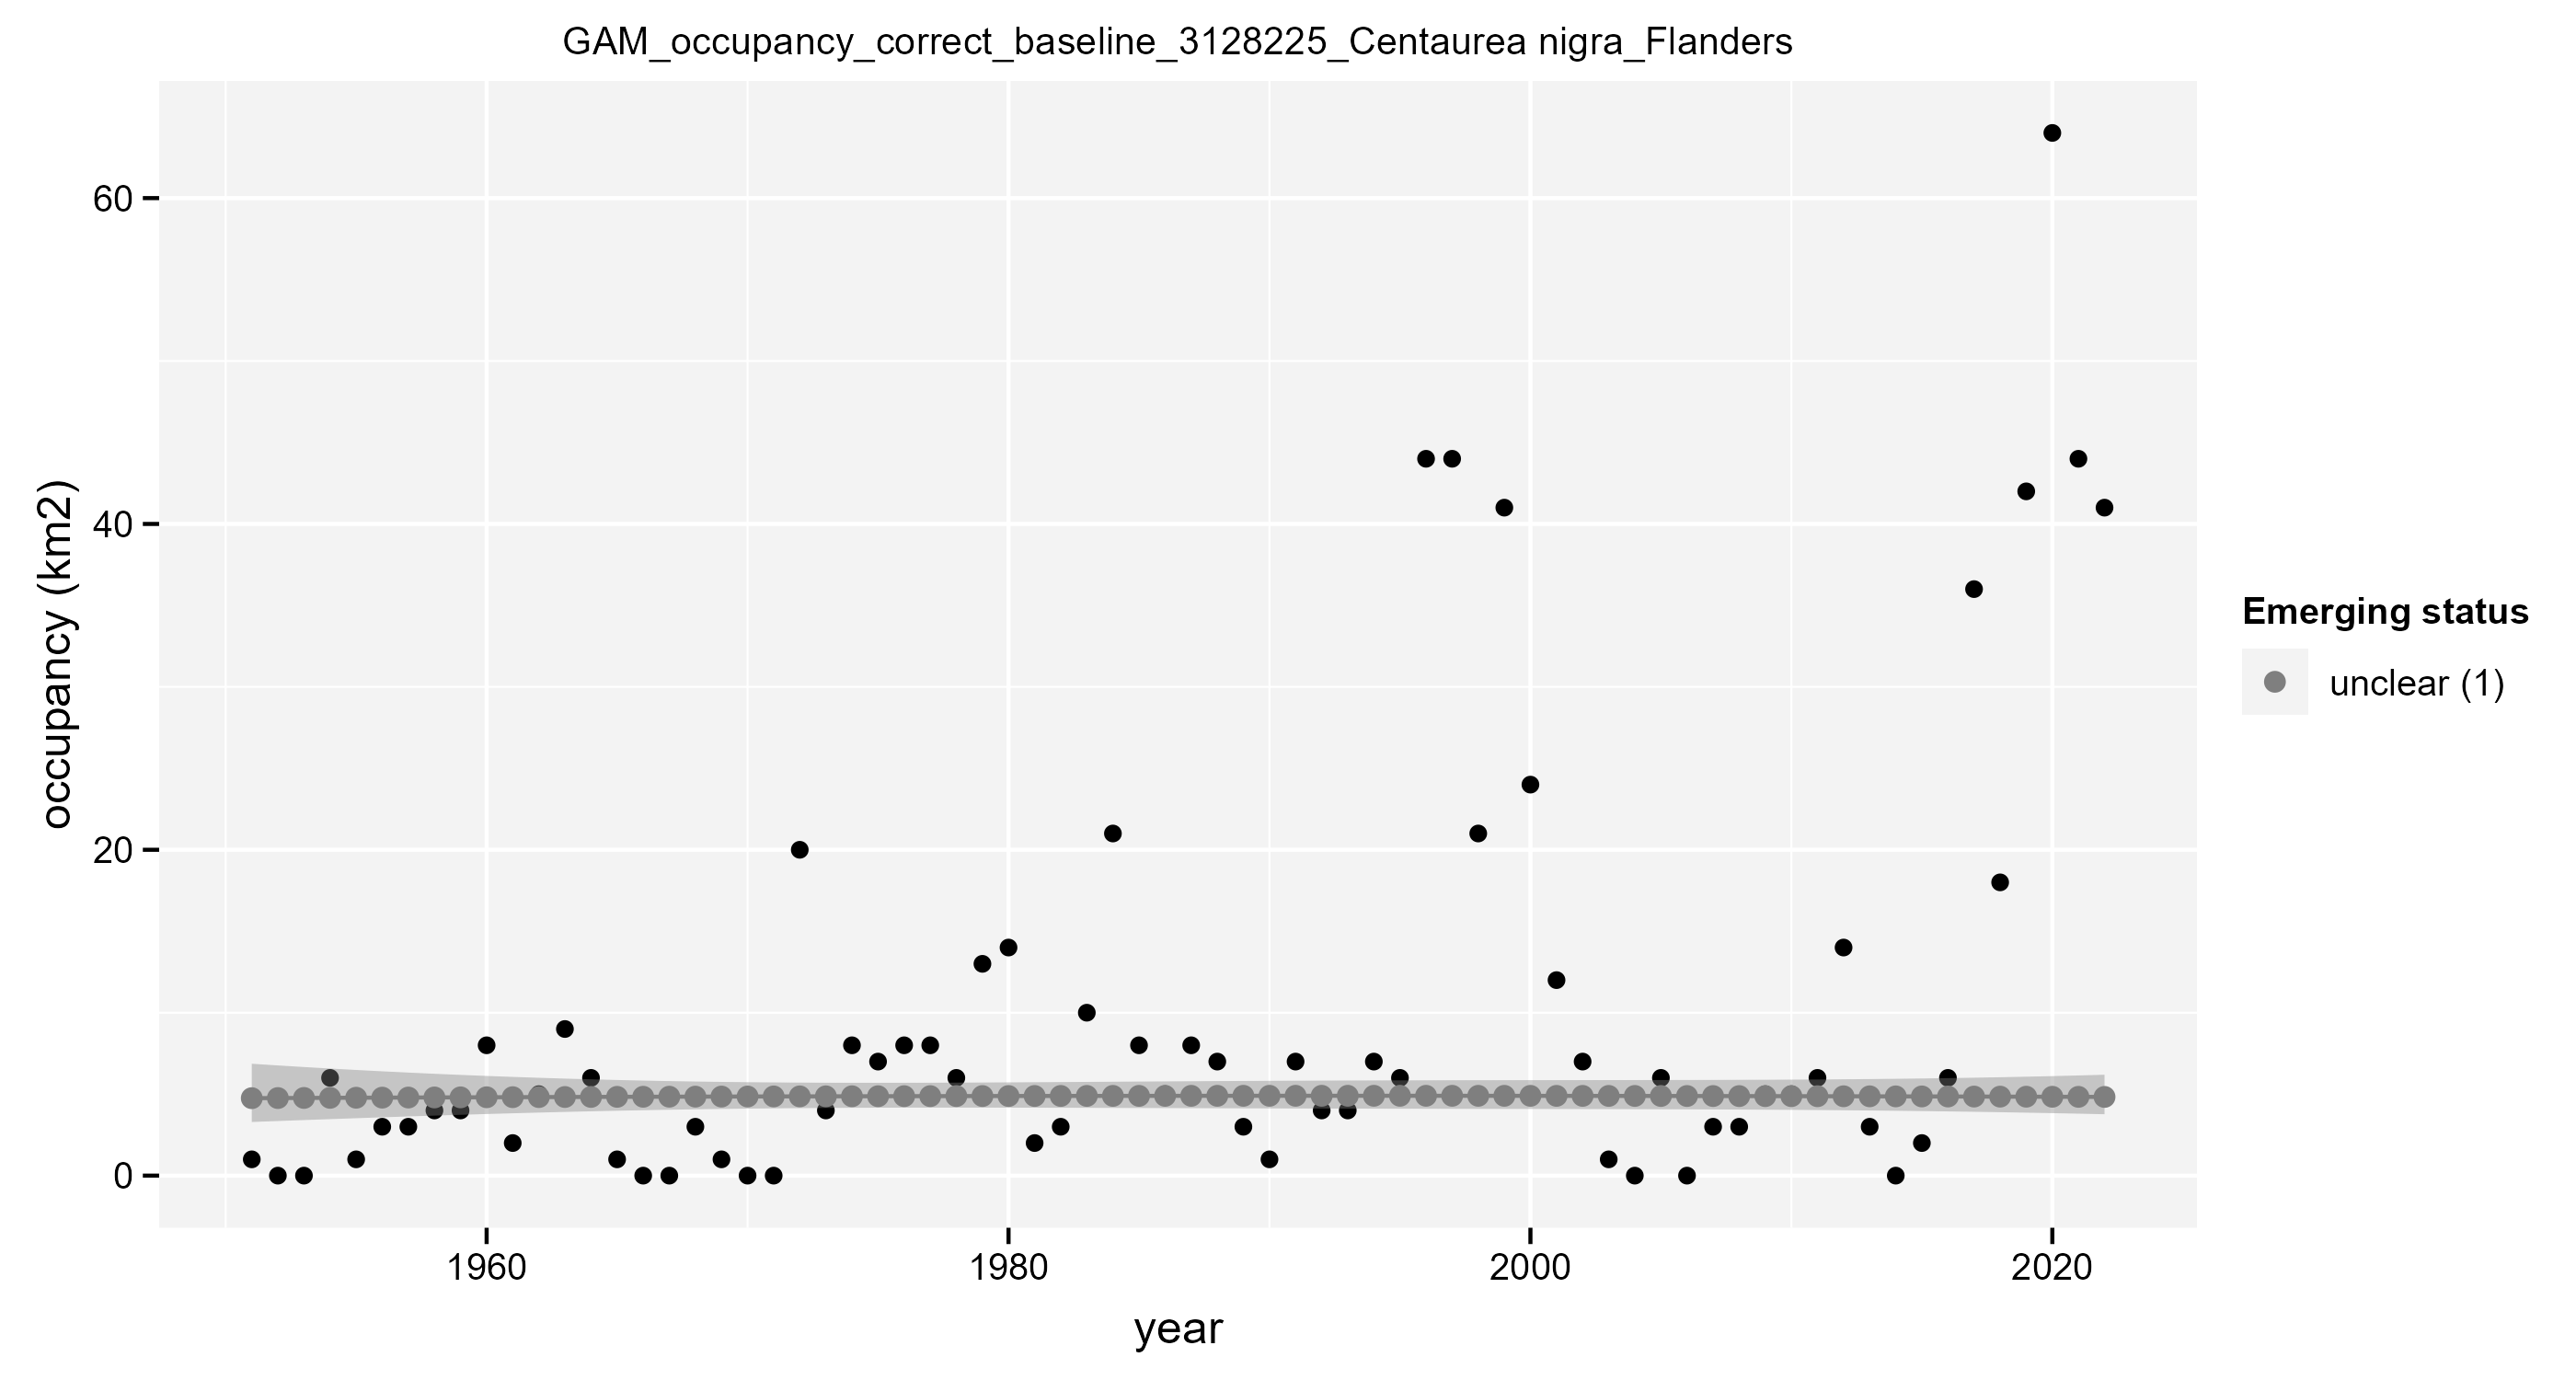 GAM_occupancy_correct_baseline_3128225_Centaurea nigra_Flanders
60
40
20
0
occupancy (km2)
1960 1980 2000 2020
year
Emerging status
unclear (1)